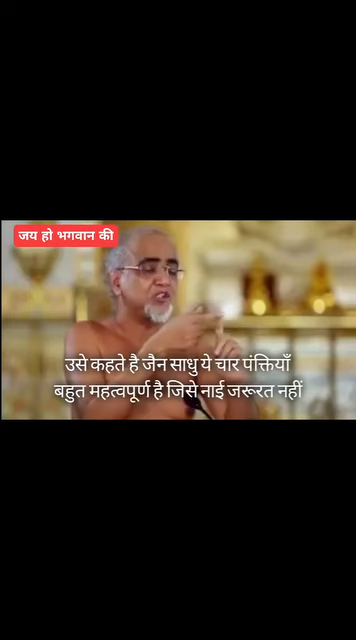 जय हो भगवान की
उसे कहते है जैन साधु ये चार पंक्तियाँ
बहुत महत्वपूर्ण है जिसे नाई जरूरत नहीं